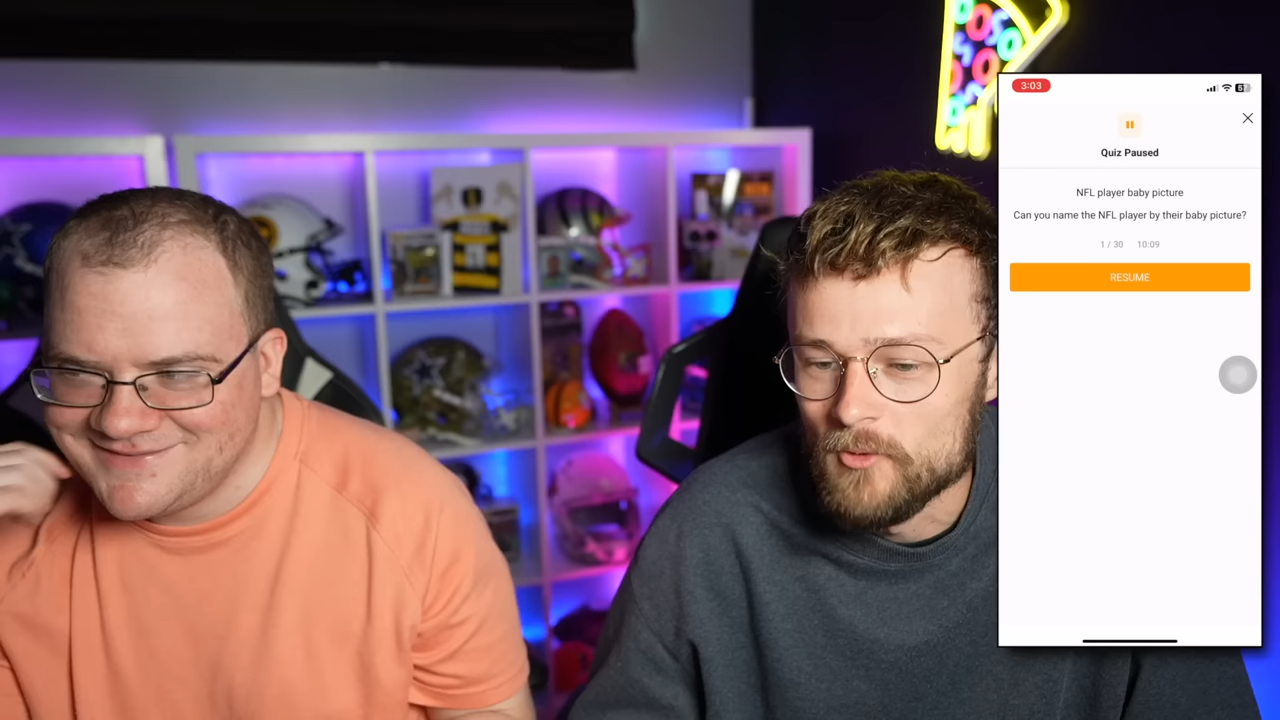 3:03
57
Quiz Paused
NFL player baby picture
Can you name the NFL player by their baby picture?
1 / 30 10:09
RESUME